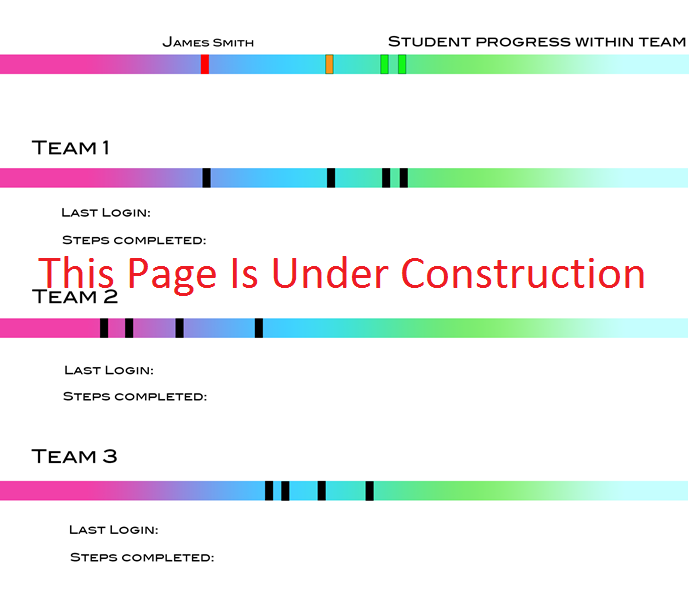 James Smith
Student progress within team
Team 1
Last Login:
Steps completed:
This Page Is Under Construction
Team 2
Last Login:
Steps completed:
Team 3
Last Login:
Steps completed: